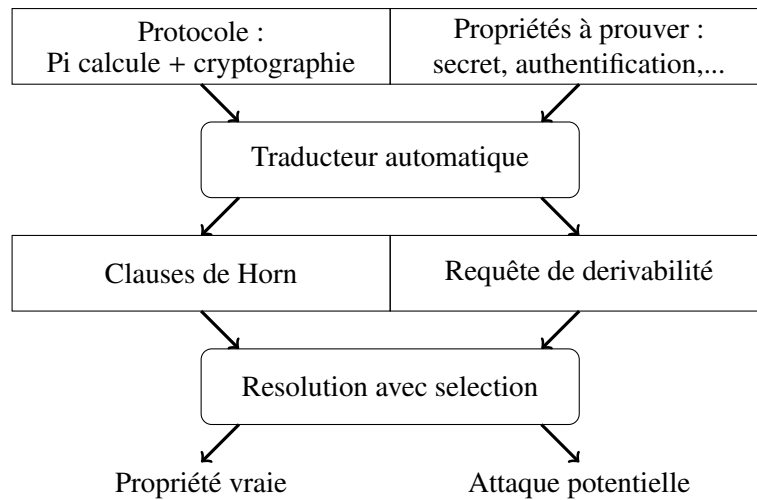 Protocole :
Pi calcule + cryptographie
Propriétés à prouver :
secret, authentification,...
Traducteur automatique
Clauses de Horn
Requête de derivabilité
Resolution avec selection
Propriété vraie
Attaque potentielle